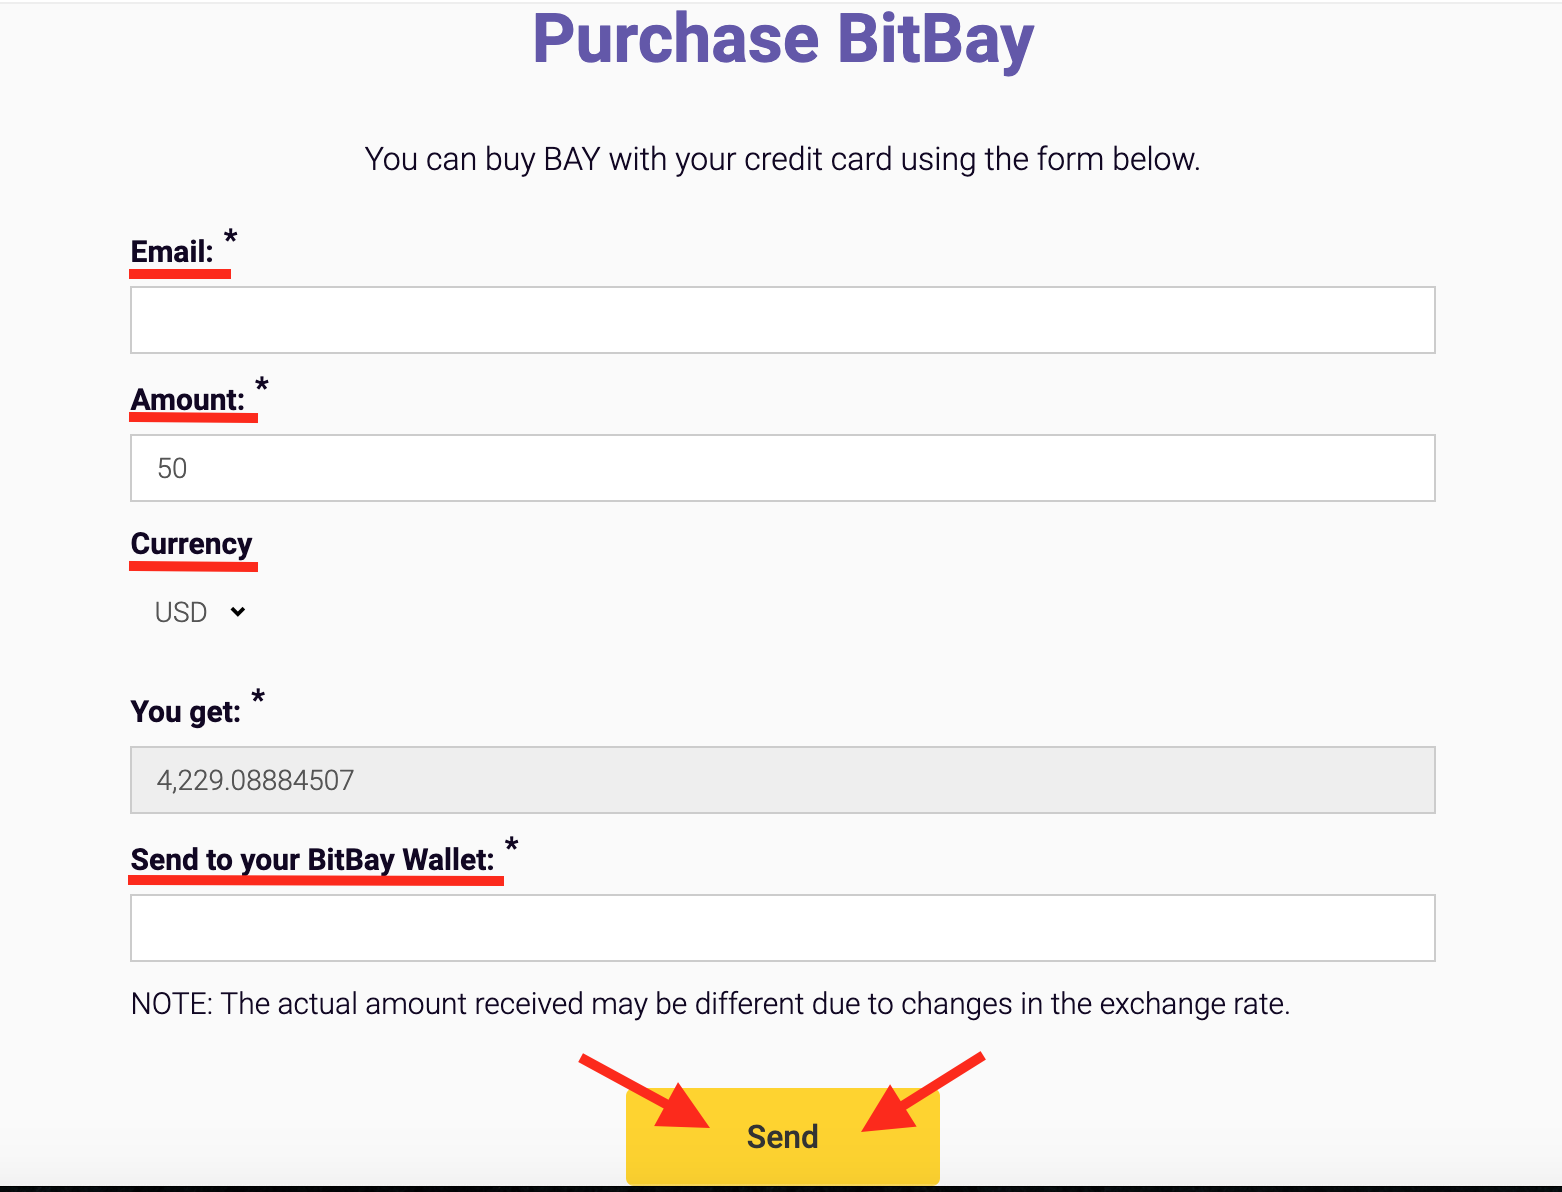 Purchase BitBay
You can buy BAY with your credit card using the form below.
Email: *
Amount: *
50
Currency
USD
You get: *
4,229.08884507
Send to your BitBay Wallet: *
NOTE: The actual amount received may be different due to changes in the exchange rate.
Send